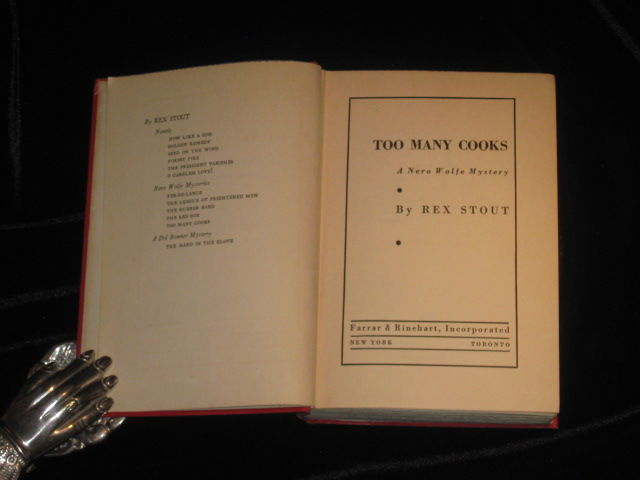 By REX STOUT
Novels
HOW LIKE A GOD
GOLDEN REMEDY
SEED ON THE WIND
FOREST FIRE
THE PRESIDENT VANISHES
O CARELESS LOVE!
Nero Wolfe Mysteries
FER-DE-LANCE
THE LEAGUE OF FRIGHTENED MEN
THE RUBBER BAND
THE RED BOX
TOO MANY COOKS
A Dol Bonner Mystery
THE HAND IN THE GLOVE
TOO MANY COOKS
A Nero Wolfe Mystery
By REX STOUT
Farrar & Rinehart, Incorporated
NEW YORK TORONTO